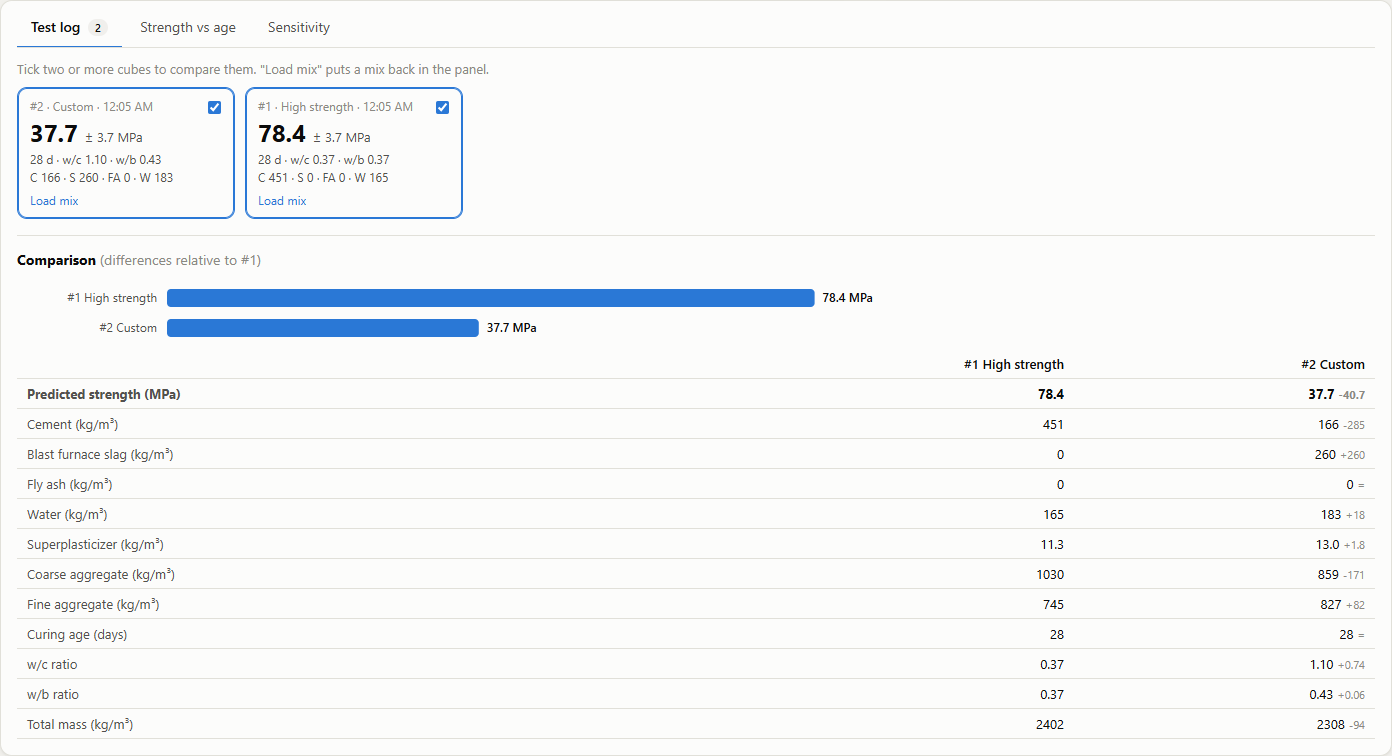 Test log 2 Strength vs age Sensitivity
Tick two or more cubes to compare them. "Load mix" puts a mix back in the panel.
#2 · Custom · 12:05 AM
37.7 ± 3.7 MPa
28 d · w/c 1.10 · w/b 0.43
C 166 · S 260 · FA 0 · W 183
Load mix
#1 · High strength · 12:05 AM
78.4 ± 3.7 MPa
28 d · w/c 0.37 · w/b 0.37
C 451 · S 0 · FA 0 · W 165
Load mix
Comparison (differences relative to #1)
#1 High strength 78.4 MPa
#2 Custom 37.7 MPa
#1 High strength #2 Custom
Predicted strength (MPa) 78.4 37.7 -40.7
Cement (kg/m³) 451 166 -285
Blast furnace slag (kg/m³) 0 260 +260
Fly ash (kg/m³) 0 0 =
Water (kg/m³) 165 183 +18
Superplasticizer (kg/m³) 11.3 13.0 +1.8
Coarse aggregate (kg/m³) 1030 859 -171
Fine aggregate (kg/m³) 745 827 +82
Curing age (days) 28 28 =
w/c ratio 0.37 1.10 +0.74
w/b ratio 0.37 0.43 +0.06
Total mass (kg/m³) 2402 2308 -94